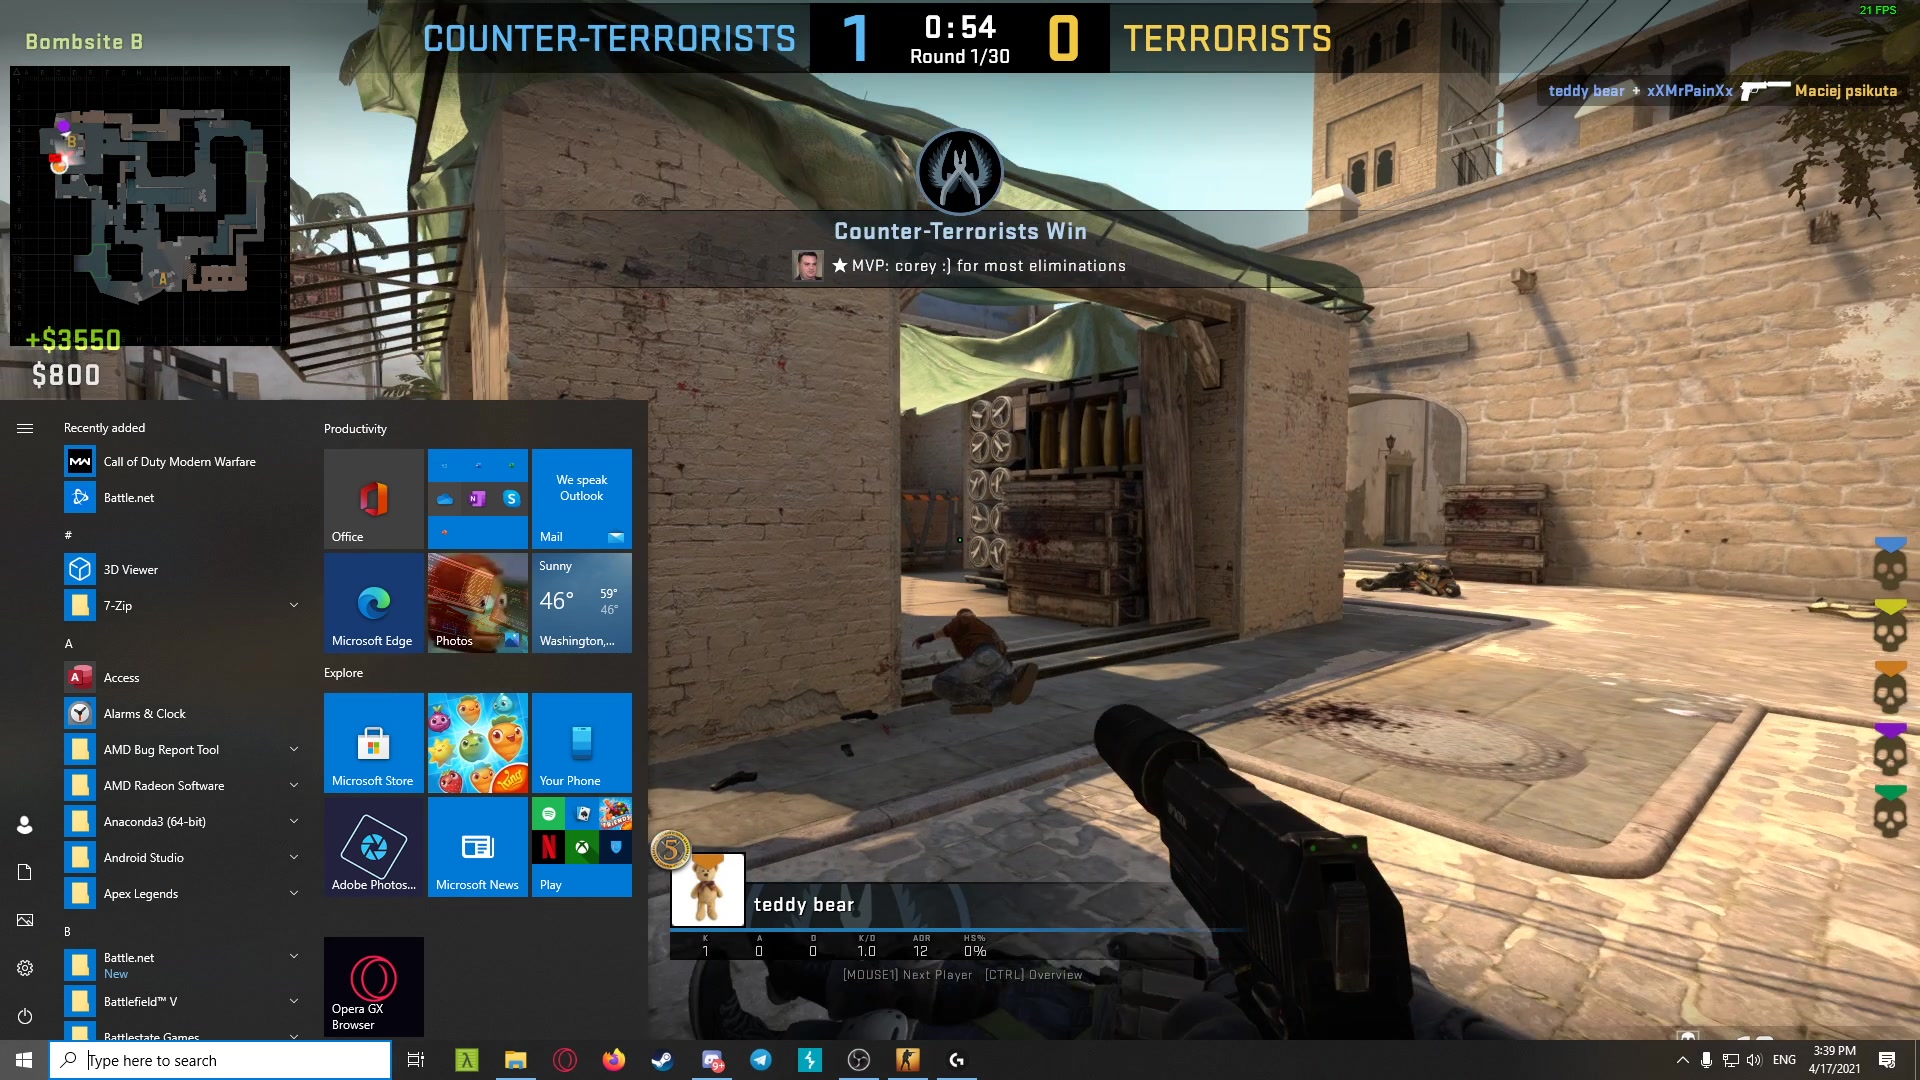 21 FPS
Bombsite B
COUNTER-TERRORISTS 1 0:54 0 TERRORISTS
Round 1/30
teddy bear + xXMrPainXx Maciej psikuta
B
A
Counter-Terrorists Win
★ MVP: corey :) for most eliminations
+$3550
$800
Recently added
Call of Duty Modern Warfare
Battle.net
#
3D Viewer
7-Zip
A
Access
Alarms & Clock
AMD Bug Report Tool
AMD Radeon Software
Anaconda3 (64-bit)
Android Studio
Apex Legends
B
Battle.net
New
Battlefield™ V
Battlestate Games
Productivity
Office
We speak
Outlook
Mail
Microsoft Edge
Photos
Sunny
46° 59°
46°
Washington,...
Explore
Microsoft Store
King
Your Phone
Adobe Photos...
Microsoft News
Play
Opera GX
Browser
5
teddy bear
K A D K/D ADR HS%
1 0 0 1.0 12 0%
[MOUSE1] Next Player [CTRL] Overview
Type here to search
9+
ENG
3:39 PM
4/17/2021